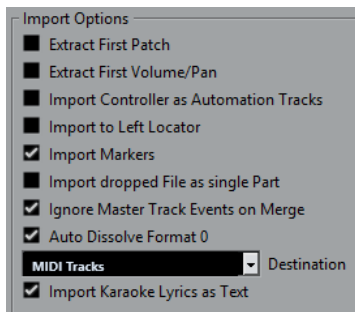 Import Options
Extract First Patch
Extract First Volume/Pan
Import Controller as Automation Tracks
Import to Left Locator
Import Markers
Import dropped File as single Part
Ignore Master Track Events on Merge
Auto Dissolve Format 0
MIDI Tracks Destination
Import Karaoke Lyrics as Text